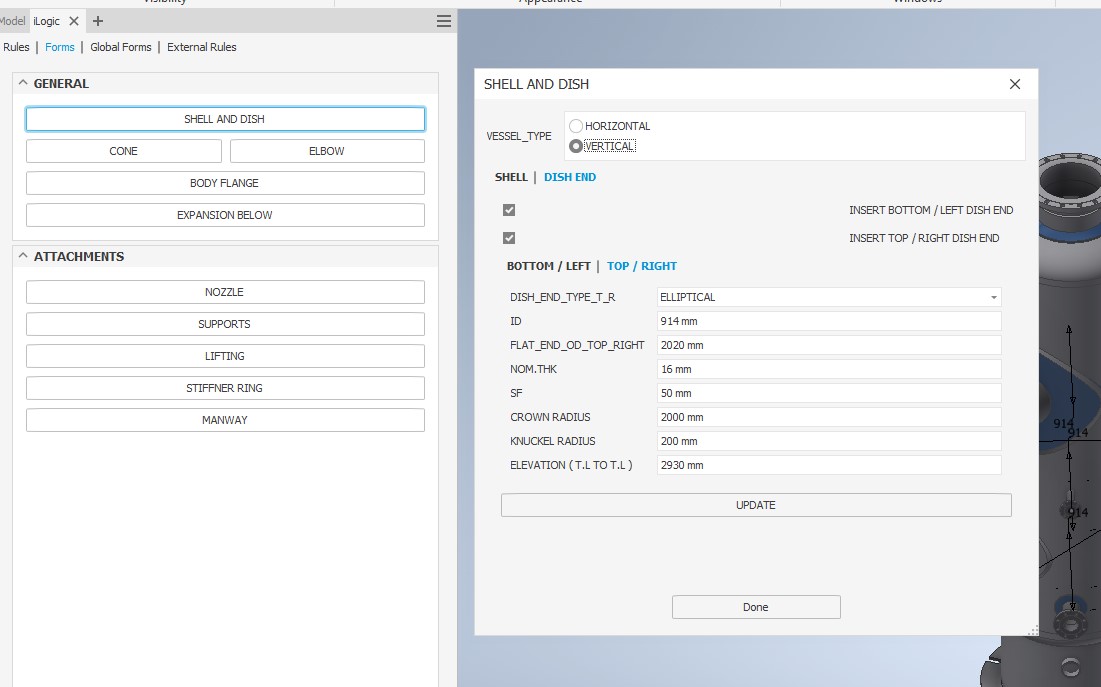 Visibility
Appearance
Windows
Model iLogic
Rules | Forms | Global Forms | External Rules
GENERAL
SHELL AND DISH
CONE ELBOW
BODY FLANGE
EXPANSION BELOW
ATTACHMENTS
NOZZLE
SUPPORTS
LIFTING
STIFFNER RING
MANWAY
SHELL AND DISH
VESSEL_TYPE
HORIZONTAL
VERTICAL
SHELL | DISH END
INSERT BOTTOM / LEFT DISH END
INSERT TOP / RIGHT DISH END
BOTTOM / LEFT | TOP / RIGHT
DISH_END_TYPE_T_R ELLIPTICAL
ID 914 mm
FLAT_END_OD_TOP_RIGHT 2020 mm
NOM.THK 16 mm
SF 50 mm
CROWN RADIUS 2000 mm
KNUCKEL RADIUS 200 mm
ELEVATION ( T.L TO T.L ) 2930 mm
UPDATE
Done
914
914
914